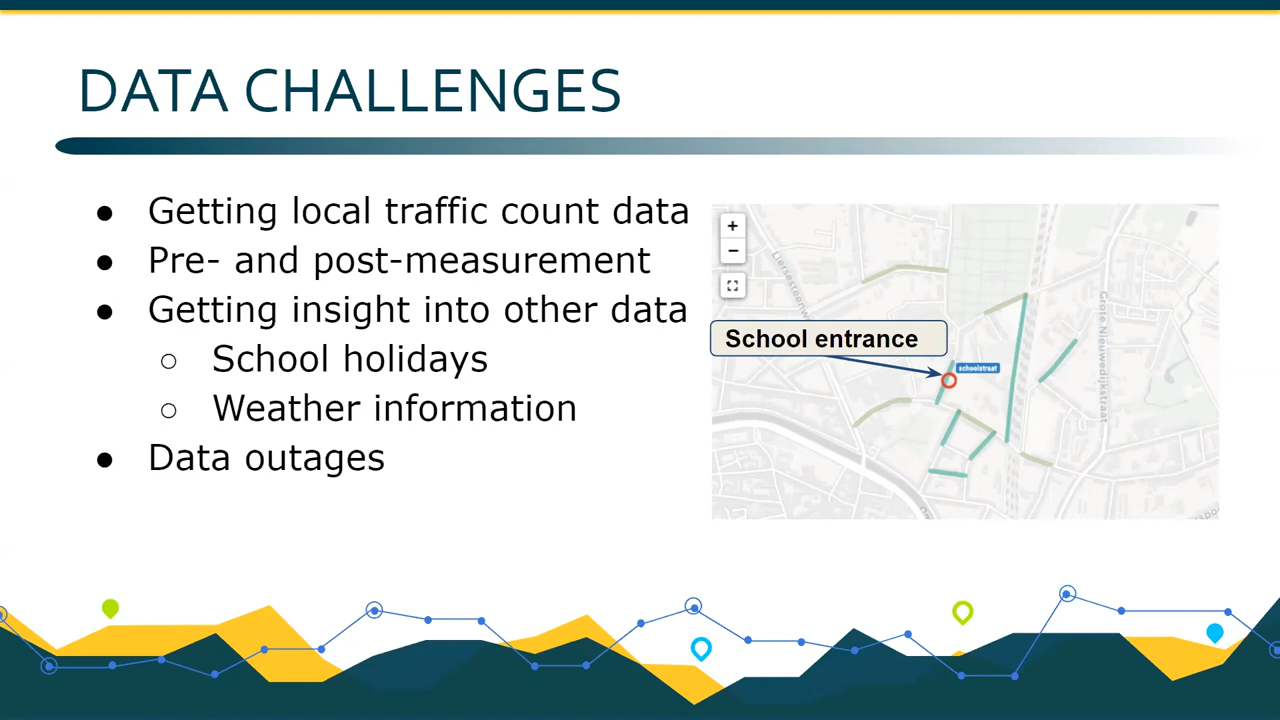 DATA CHALLENGES
● Getting local traffic count data
● Pre- and post-measurement
● Getting insight into other data
○ School holidays
○ Weather information
● Data outages
+
−
School entrance
schoolstraat
Grote Nieuwedijkstraat